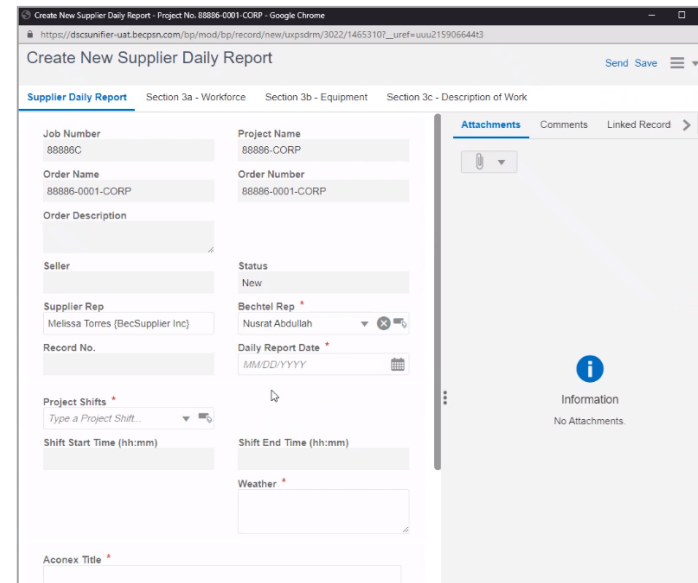 Create New Supplier Daily Report - Project No. 88886-0001-CORP - Google Chrome
https://dscsunifier-uat.becpsn.com/bp/mod/bp/record/new/uxpsdrm/3022/1465310?__uref=uuu215906644t3
Create New Supplier Daily Report
Send Save
Supplier Daily Report Section 3a - Workforce Section 3b - Equipment Section 3c - Description of Work
Attachments Comments Linked Record
Job Number Project Name
88886C 88886-CORP
Order Name Order Number
88886-0001-CORP 88886-0001-CORP
Order Description
Seller Status
New
Supplier Rep Bechtel Rep *
Melissa Torres {BecSupplier Inc} Nusrat Abdullah
Record No. Daily Report Date *
MM/DD/YYYY
Information
No Attachments.
Project Shifts *
Type a Project Shift...
Shift Start Time (hh:mm) Shift End Time (hh:mm)
Weather *
Aconex Title *